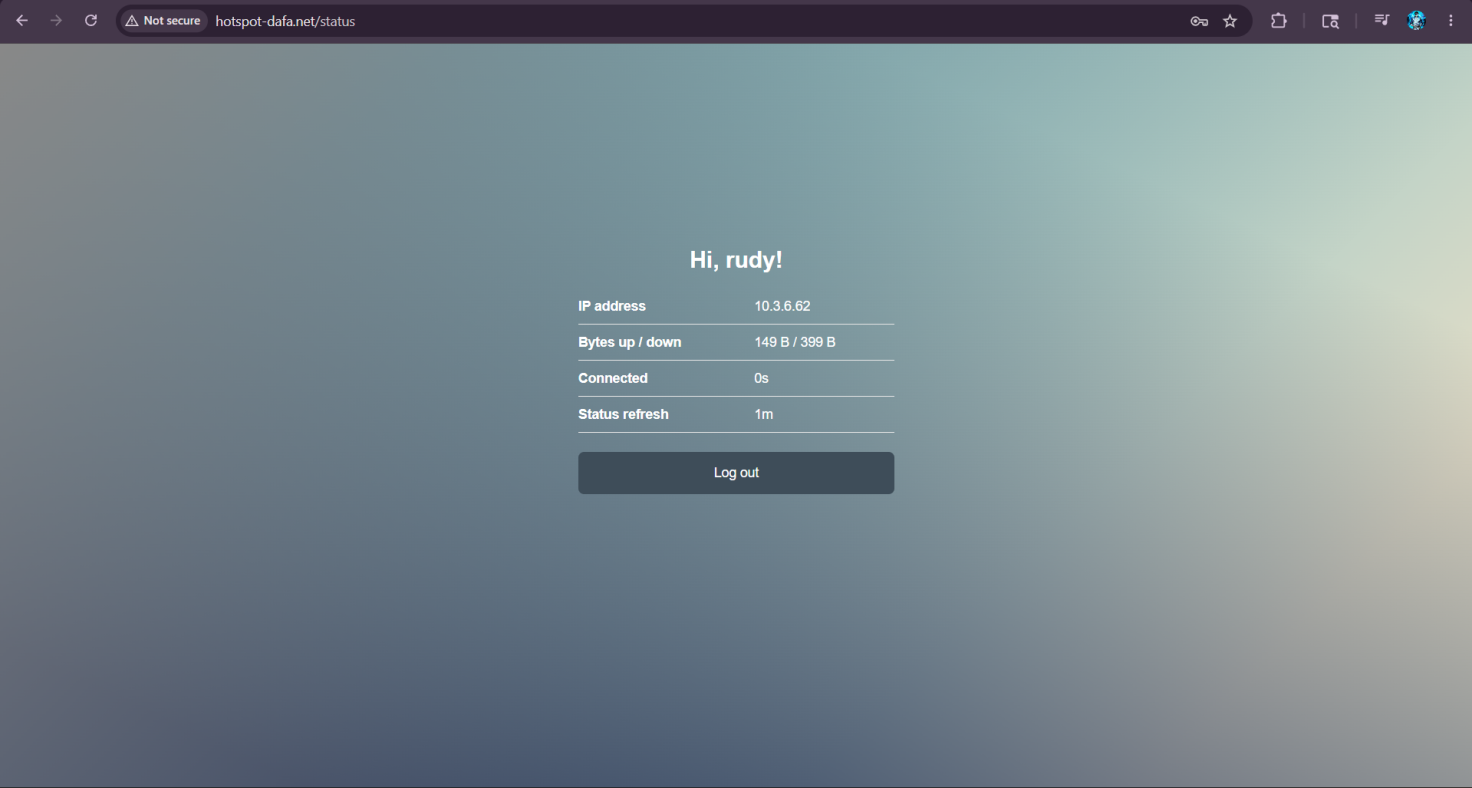 Not secure hotspot-dafa.net/status
Hi, rudy!
IP address 10.3.6.62
Bytes up / down 149 B / 399 B
Connected 0s
Status refresh 1m
Log out